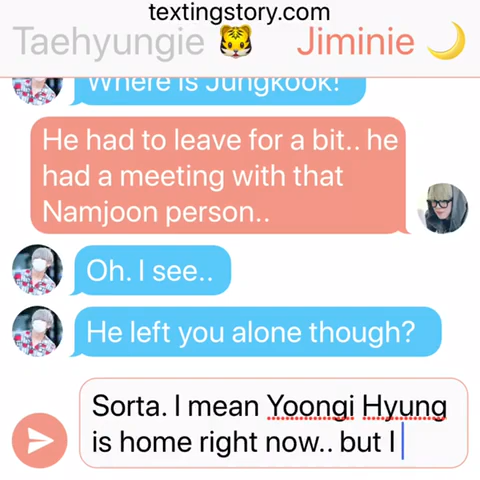 textingstory.com
Taehyungie 🐯 Jiminie 🌙
Where is Jungkook!
He had to leave for a bit.. he
had a meeting with that
Namjoon person..
Oh. I see..
He left you alone though?
Sorta. I mean Yoongi Hyung
is home right now.. but I